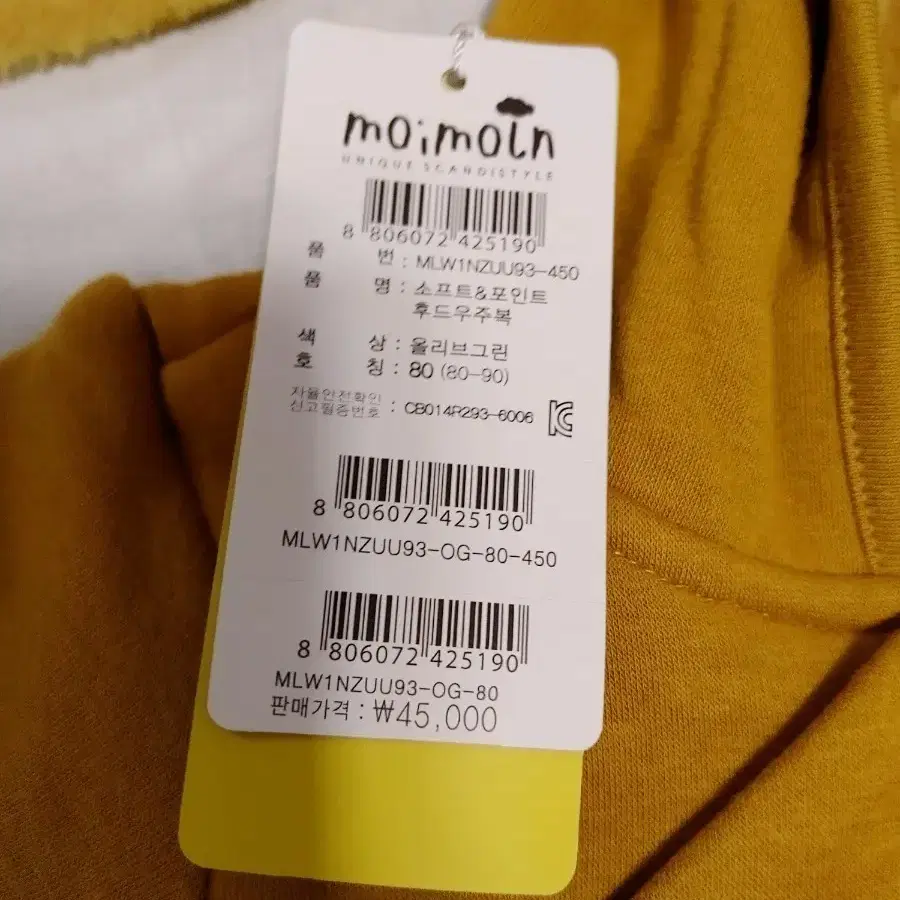 moimoln
UNIQUE SCANDISTYLE
8 806072 425190
품 번 : MLW1NZUU93-450
품 명 : 소프트&포인트
후드우주복
색 상 : 올리브그린
호 칭 : 80 (80-90)
자율안전확인
신고필증번호 : CB014R293-6006
8 806072 425190
MLW1NZUU93-OG-80-450
8 806072 425190
MLW1NZUU93-OG-80
판매가격 : ₩45,000